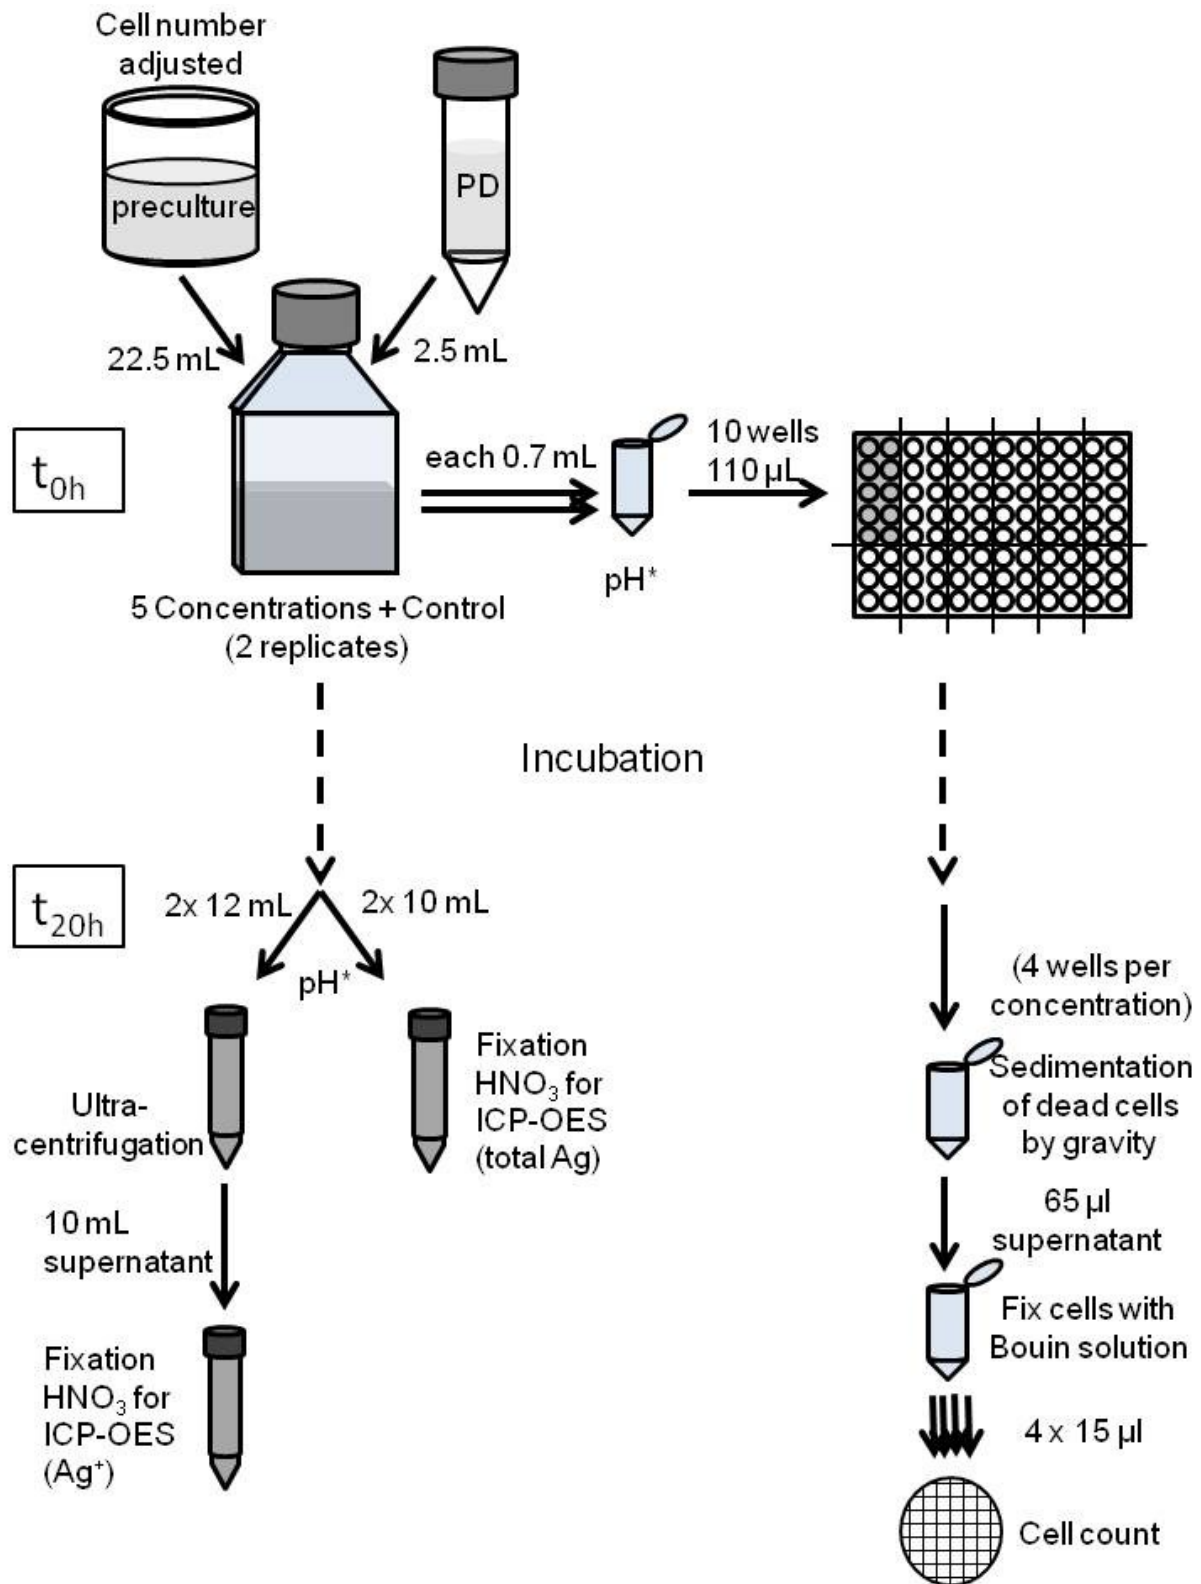 Cell number
adjusted
preculture
PD
22.5 mL
2.5 mL
t0h
each 0.7 mL
10 wells
110 µL
pH*
5 Concentrations + Control
(2 replicates)
Incubation
t20h
2x 12 mL
2x 10 mL
pH*
(4 wells per
concentration)
Ultra-
centrifugation
Fixation
HNO₃ for
ICP-OES
(total Ag)
Sedimentation
of dead cells
by gravity
10 mL
supernatant
65 µl
supernatant
Fix cells with
Bouin solution
Fixation
HNO₃ for
ICP-OES
(Ag⁺)
4 x 15 µl
Cell count